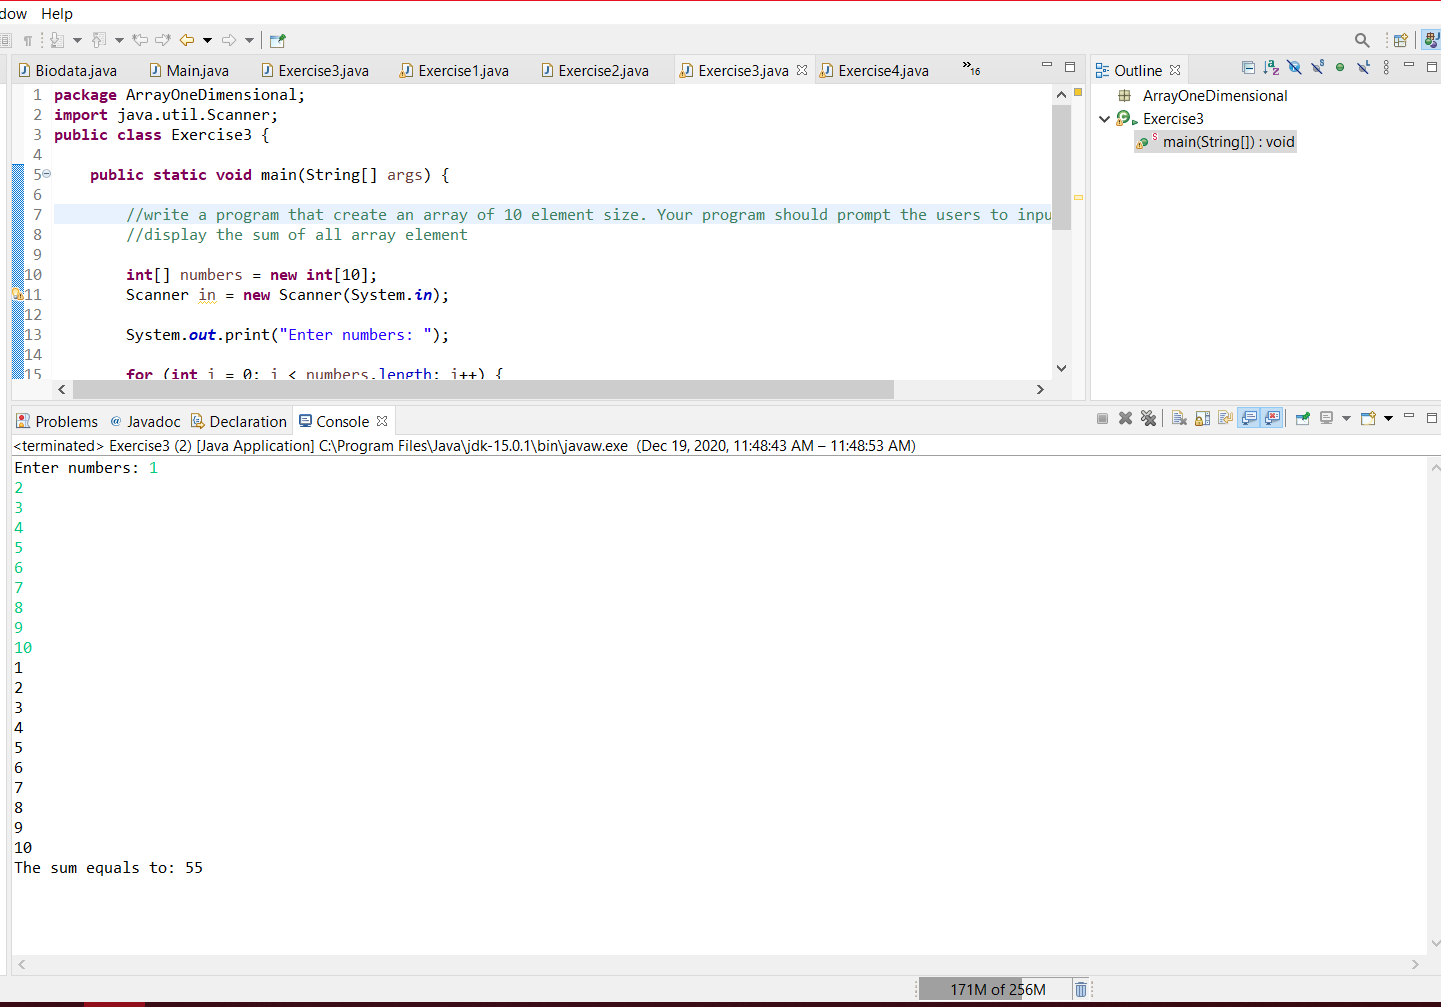 dow Help
Biodata.java Main.java Exercise3.java Exercise1.java Exercise2.java Exercise3.java Exercise4.java »16
1 package ArrayOneDimensional;
2 import java.util.Scanner;
3 public class Exercise3 {
4
5 public static void main(String[] args) {
6
7 //write a program that create an array of 10 element size. Your program should prompt the users to inpu
8 //display the sum of all array element
9
10 int[] numbers = new int[10];
11 Scanner in = new Scanner(System.in);
12
13 System.out.print("Enter numbers: ");
14
15 for (int i = 0; i < numbers.length; i++) {
Outline
ArrayOneDimensional
Exercise3
main(String[]) : void
Problems @ Javadoc Declaration Console
<terminated> Exercise3 (2) [Java Application] C:\Program Files\Java\jdk-15.0.1\bin\javaw.exe (Dec 19, 2020, 11:48:43 AM – 11:48:53 AM)
Enter numbers: 1
2
3
4
5
6
7
8
9
10
1
2
3
4
5
6
7
8
9
10
The sum equals to: 55
171M of 256M